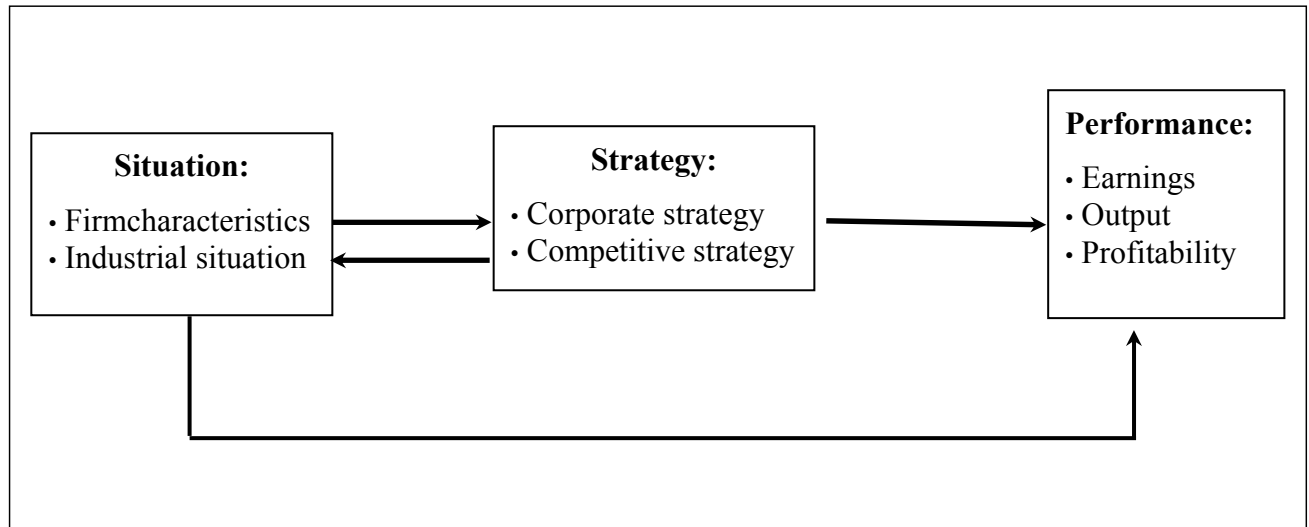 Situation:
• Firmcharacteristics
• Industrial situation
Strategy:
• Corporate strategy
• Competitive strategy
Performance:
• Earnings
• Output
• Profitability